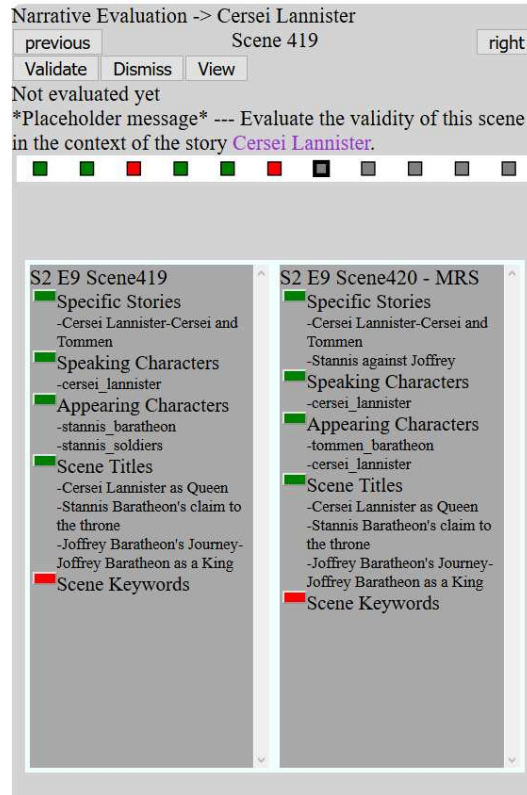 Narrative Evaluation -> Cersei Lannister
previous Scene 419 right
Validate Dismiss View
Not evaluated yet
*Placeholder message* --- Evaluate the validity of this scene
in the context of the story Cersei Lannister.
S2 E9 Scene419
Specific Stories
-Cersei Lannister-Cersei and
Tommen
Speaking Characters
-cersei_lannister
Appearing Characters
-stannis_baratheon
-stannis_soldiers
Scene Titles
-Cersei Lannister as Queen
-Stannis Baratheon's claim to
the throne
-Joffrey Baratheon's Journey-
Joffrey Baratheon as a King
Scene Keywords
S2 E9 Scene420 - MRS
Specific Stories
-Cersei Lannister-Cersei and
Tommen
-Stannis against Joffrey
Speaking Characters
-cersei_lannister
Appearing Characters
-tommen_baratheon
-cersei_lannister
Scene Titles
-Cersei Lannister as Queen
-Stannis Baratheon's claim to
the throne
-Joffrey Baratheon's Journey-
Joffrey Baratheon as a King
Scene Keywords